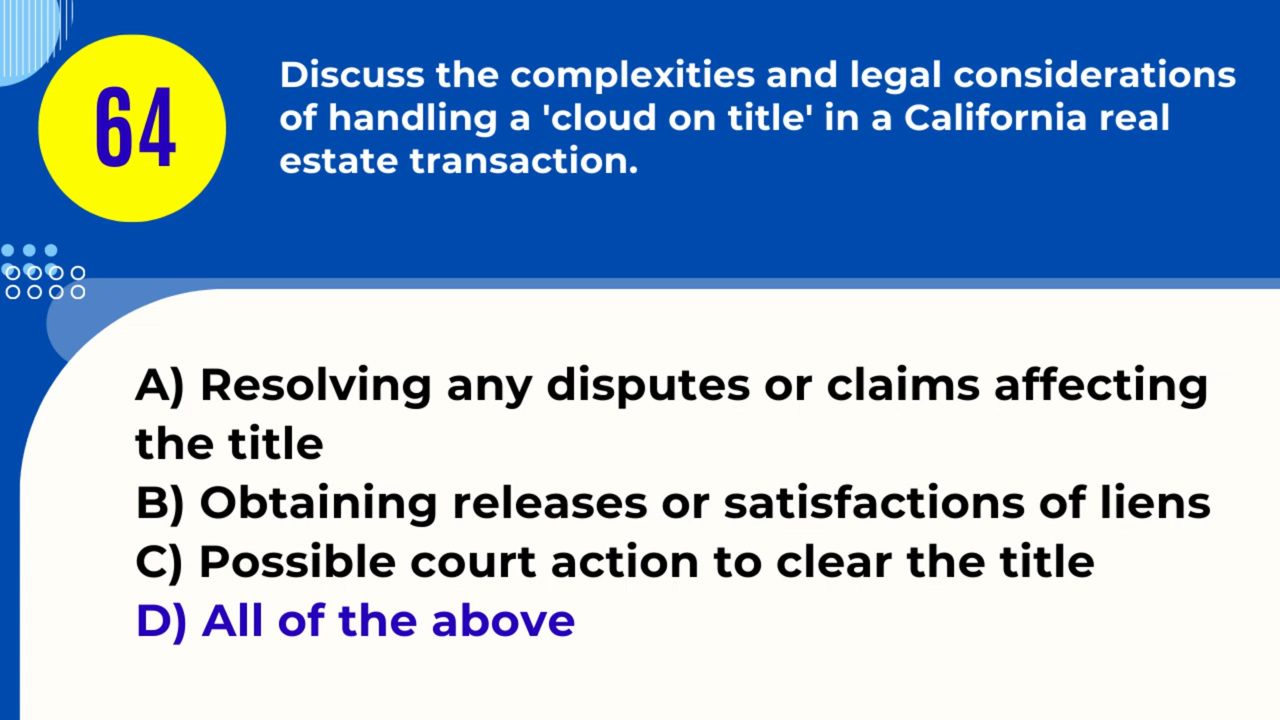 64
Discuss the complexities and legal considerations
of handling a 'cloud on title' in a California real
estate transaction.
A) Resolving any disputes or claims affecting
the title
B) Obtaining releases or satisfactions of liens
C) Possible court action to clear the title
D) All of the above